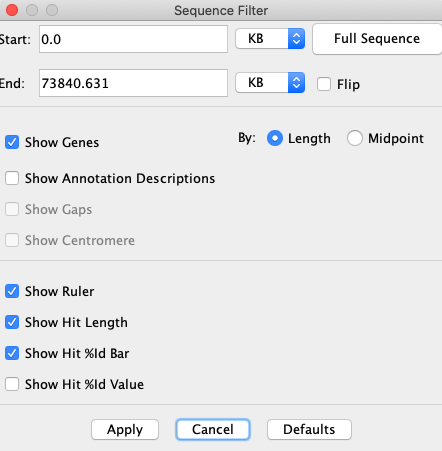 Sequence Filter
Start: 0.0 KB Full Sequence
End: 73840.631 KB Flip
Show Genes By: Length Midpoint
Show Annotation Descriptions
Show Gaps
Show Centromere
Show Ruler
Show Hit Length
Show Hit %Id Bar
Show Hit %Id Value
Apply Cancel Defaults